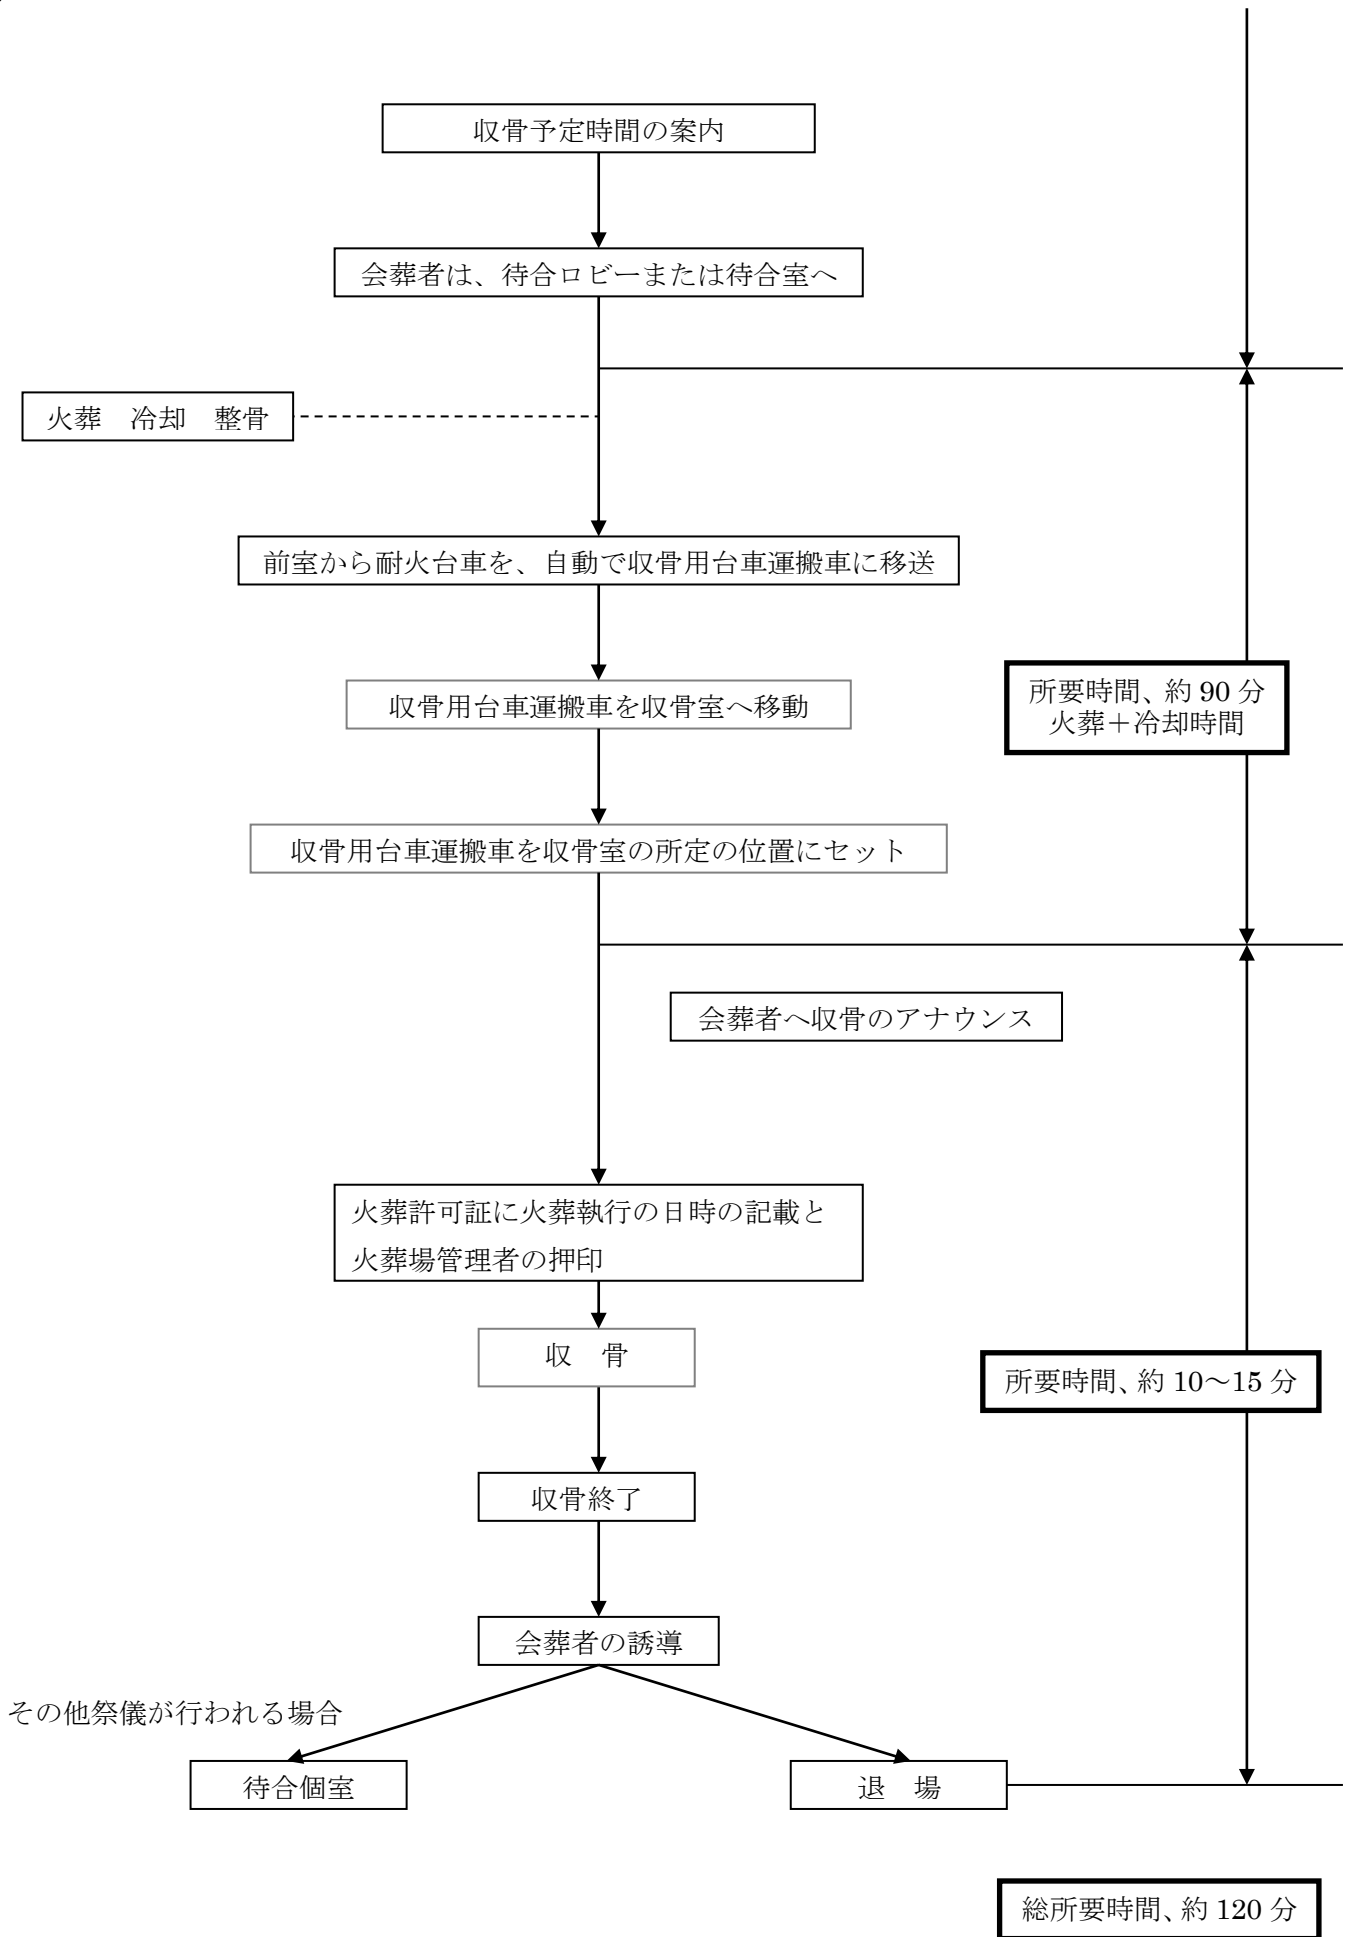 収骨予定時間の案内
会葬者は、待合ロビーまたは待合室へ
火葬　冷却　整骨
前室から耐火台車を、自動で収骨用台車運搬車に移送
収骨用台車運搬車を収骨室へ移動
所要時間、約 90 分
火葬＋冷却時間
収骨用台車運搬車を収骨室の所定の位置にセット
会葬者へ収骨のアナウンス
火葬許可証に火葬執行の日時の記載と
火葬場管理者の押印
収　骨
所要時間、約 10～15 分
収骨終了
会葬者の誘導
その他祭儀が行われる場合
待合個室
退　場
総所要時間、約 120 分